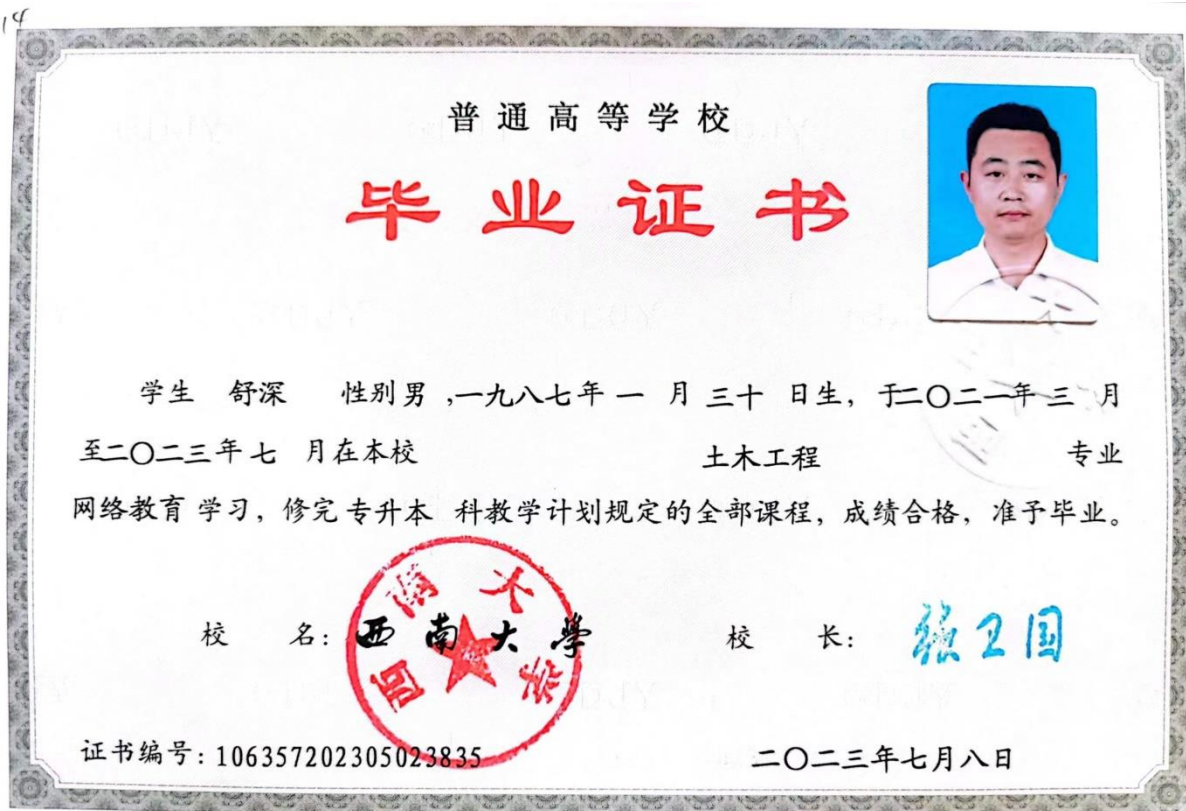 14
普通高等学校
毕业证书
学生 舒深 性别男 ,一九八七年 一 月 三十 日生，于二〇二一年 三 月
至二〇二三年 七 月在本校 土木工程 专业
网络教育 学习，修完 专升本 科教学计划规定的全部课程，成绩合格，准予毕业。
校 名：西南大學 校 长：张卫国
西南大学
证书编号：106357202305023835 二〇二三年七月八日